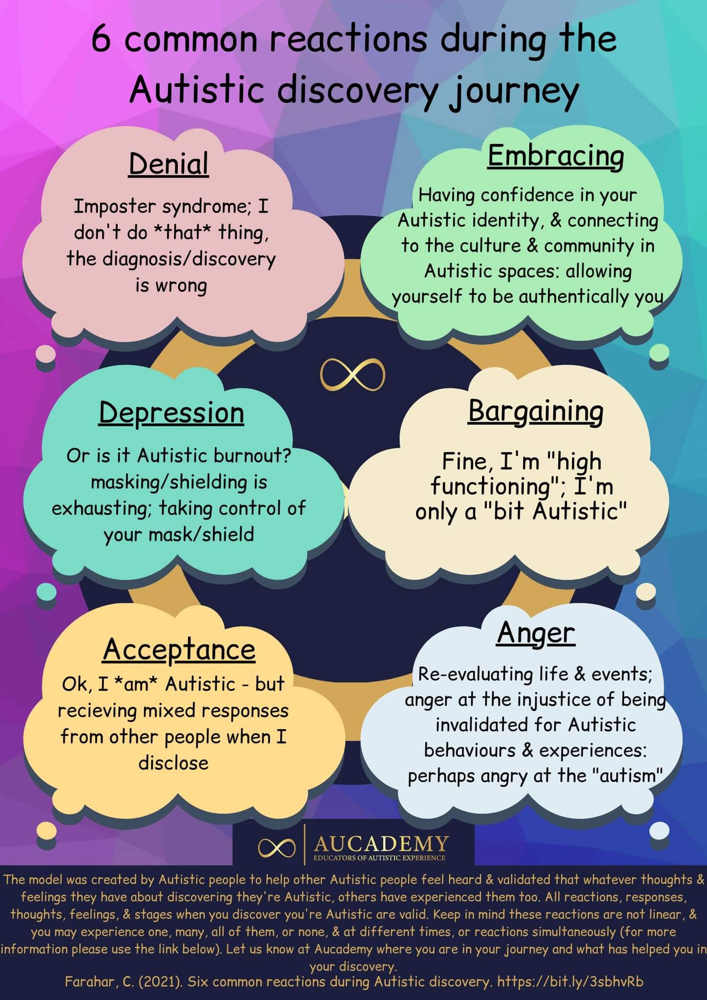 6 common reactions during the
Autistic discovery journey
Denial
Imposter syndrome; I
don't do *that* thing,
the diagnosis/discovery
is wrong
Embracing
Having confidence in your
Autistic identity, & connecting
to the culture & community in
Autistic spaces: allowing
yourself to be authentically you
Depression
Or is it Autistic burnout?
masking/shielding is
exhausting; taking control of
your mask/shield
Bargaining
Fine, I'm "high
functioning"; I'm
only a "bit Autistic"
Acceptance
Ok, I *am* Autistic - but
recieving mixed responses
from other people when I
disclose
Anger
Re-evaluating life & events;
anger at the injustice of being
invalidated for Autistic
behaviours & experiences:
perhaps angry at the "autism"
AUCADEMY
EDUCATORS OF AUTISTIC EXPERIENCE
The model was created by Autistic people to help other Autistic people feel heard & validated that whatever thoughts &
feelings they have about discovering they're Autistic, others have experienced them too. All reactions, responses,
thoughts, feelings, & stages when you discover you're Autistic are valid. Keep in mind these reactions are not linear, &
you may experience one, many, all of them, or none, & at different times, or reactions simultaneously (for more
information please use the link below). Let us know at Aucademy where you are in your journey and what has helped you in
your discovery.
Farahar, C. (2021). Six common reactions during Autistic discovery. https://bit.ly/3sbhvRb